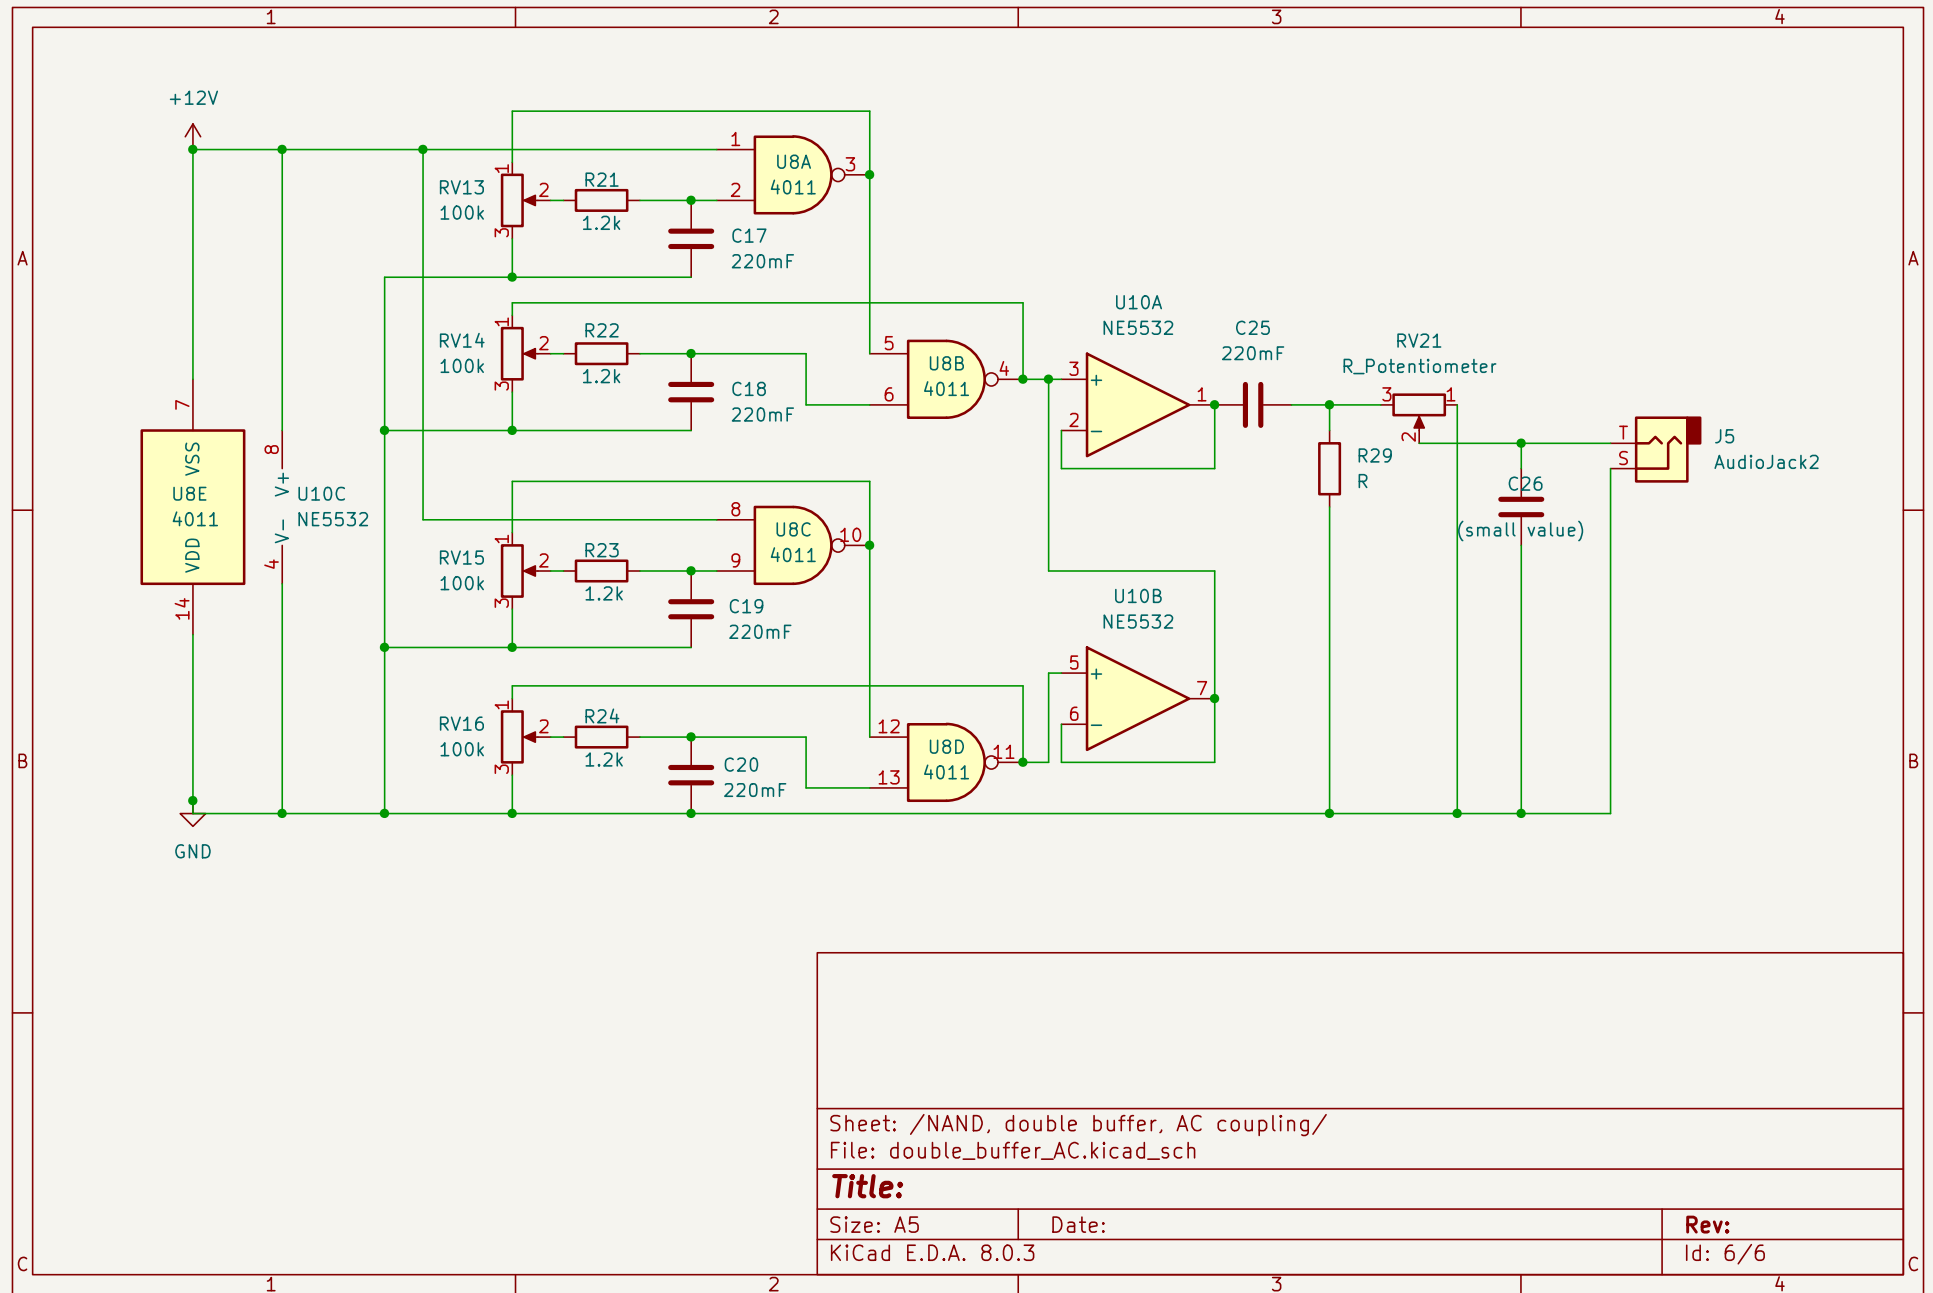 1 2 3 4
A A
B B
C C
+12V
1
U8A
4011
3
2
RV13
100k
1
2
3
R21
1.2k
C17
220mF
RV14
100k
1
2
3
R22
1.2k
C18
220mF
5
U8B
4011
4
6
U10A
NE5532
3
+
2
−
1
C25
220mF
RV21
R_Potentiometer
3
1
2
R29
R
C26
(small value)
T
S
J5
AudioJack2
7
VSS
U8E
4011
VDD
14
8
V+
U10C
NE5532
V-
4
8
U8C
4011
10
9
RV15
100k
1
2
3
R23
1.2k
C19
220mF
U10B
NE5532
5
+
6
−
7
RV16
100k
1
2
3
R24
1.2k
C20
220mF
12
U8D
4011
11
13
GND
Sheet: /NAND, double buffer, AC coupling/
File: double_buffer_AC.kicad_sch
Title:
Size: A5 Date: Rev:
KiCad E.D.A. 8.0.3 Id: 6/6
1 2 3 4